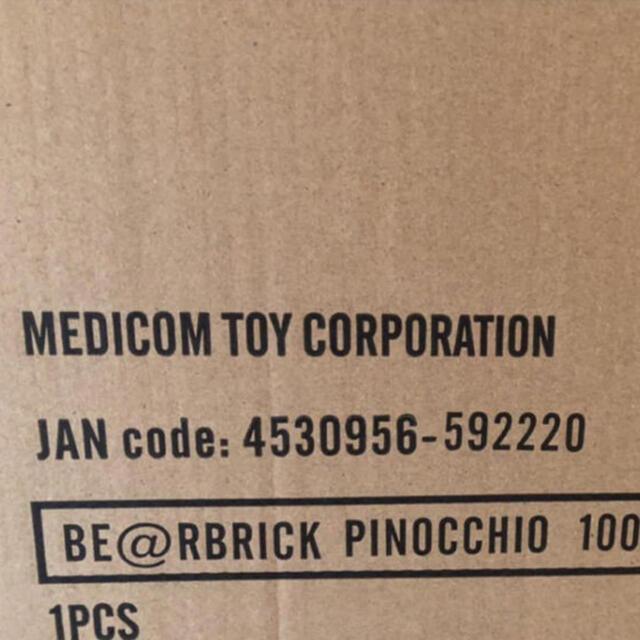 MEDICOM TOY CORPORATION
JAN code: 4530956-592220
BE@RBRICK PINOCCHIO 100
1PCS